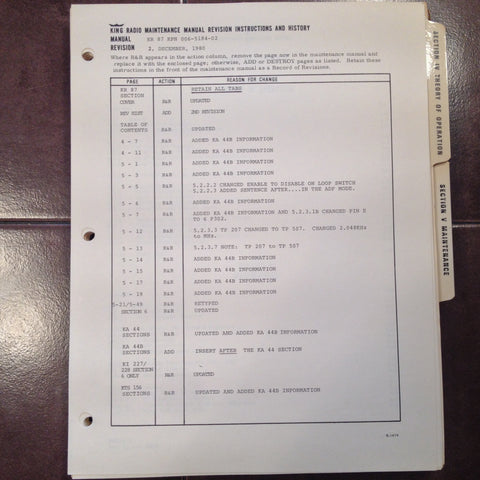 KING RADIO MAINTENANCE MANUAL REVISION INSTRUCTIONS AND HISTORY
MANUAL KR 87 KPN 006-5184-02
REVISION 2, DECEMBER, 1980
Where R&R appears in the action column, remove the page now in the maintenance manual and
replace it with the enclosed page; otherwise, ADD or DESTROY pages as listed. Retain these
instructions in the front of the maintenance manual as a Record of Revisions.
PAGE ACTION REASON FOR CHANGE
KR 87 RETAIN ALL TABS
SECTION
COVER R&R UPDATED
REV HIST ADD 2ND REVISION
TABLE OF
CONTENTS R&R UPDATED
4 - 7 R&R ADDED KA 44B INFORMATION
4 - 11 R&R ADDED KA 44B INFORMATION
5 - 1 R&R ADDED KA 44B INFORMATION
5 - 3 R&R ADDED KA 44B INFORMATION
5 - 5 R&R 5.2.2.2 CHANGED ENABLE TO DISABLE ON LOOP SWITCH
5.2.2.3 ADDED SENTENCE AFTER....IN THE ADF MODE.
5 - 6 R&R ADDED KA 44B INFORMATION
5 - 7 R&R ADDED KA 44B INFORMATION AND 5.2.3.1N CHANGED PIN E
TO 6 P302.
5 - 12 R&R 5.2.3.5 TP 207 CHANGED TO TP 507. CHANGED 2.048KHz
to MHz.
5 - 13 R&R 5.2.3.7 NOTE: TP 207 to TP 507
5 - 14 R&R ADDED KA 44B INFORMATION
5 - 15 R&R ADDED KA 44B INFORMATION
5 - 17 R&R ADDED KA 44B INFORMATION
5 - 19 R&R ADDED KA 44B INFORMATION
5-21/5-49 R&R RETYPED
SECTION 6 R&R UPDATED
KA 44
SECTIONS R&R UPDATED AND ADDED KA 44B INFORMATION
KA 44B
SECTIONS ADD INSERT AFTER THE KA 44 SECTION
KI 227/
228 SECTION
6 ONLY R&R UPDATED
KTS 156
SECTIONS R&R UPDATES AND ADDED KA 44B INFORMATION
SECTION IV THEORY OF OPERATION
SECTION V MAINTENANCE